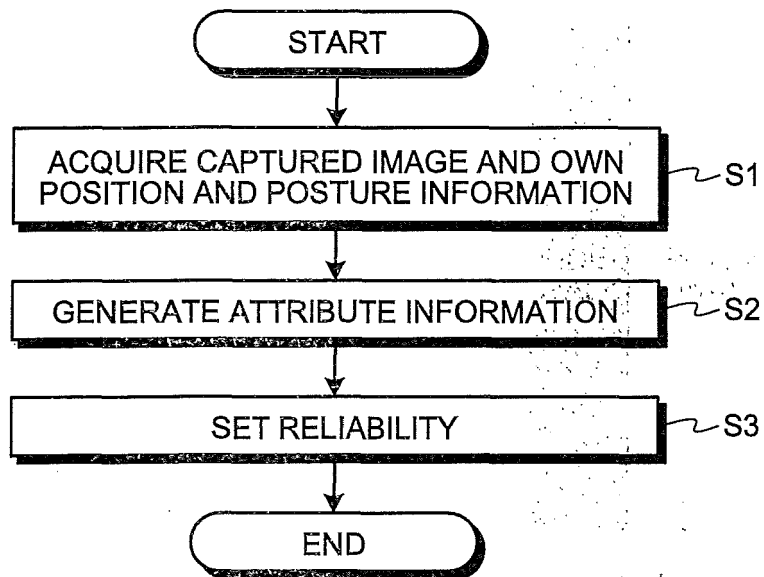 START
ACQUIRE CAPTURED IMAGE AND OWN
POSITION AND POSTURE INFORMATION
S1
GENERATE ATTRIBUTE INFORMATION
S2
SET RELIABILITY
S3
END